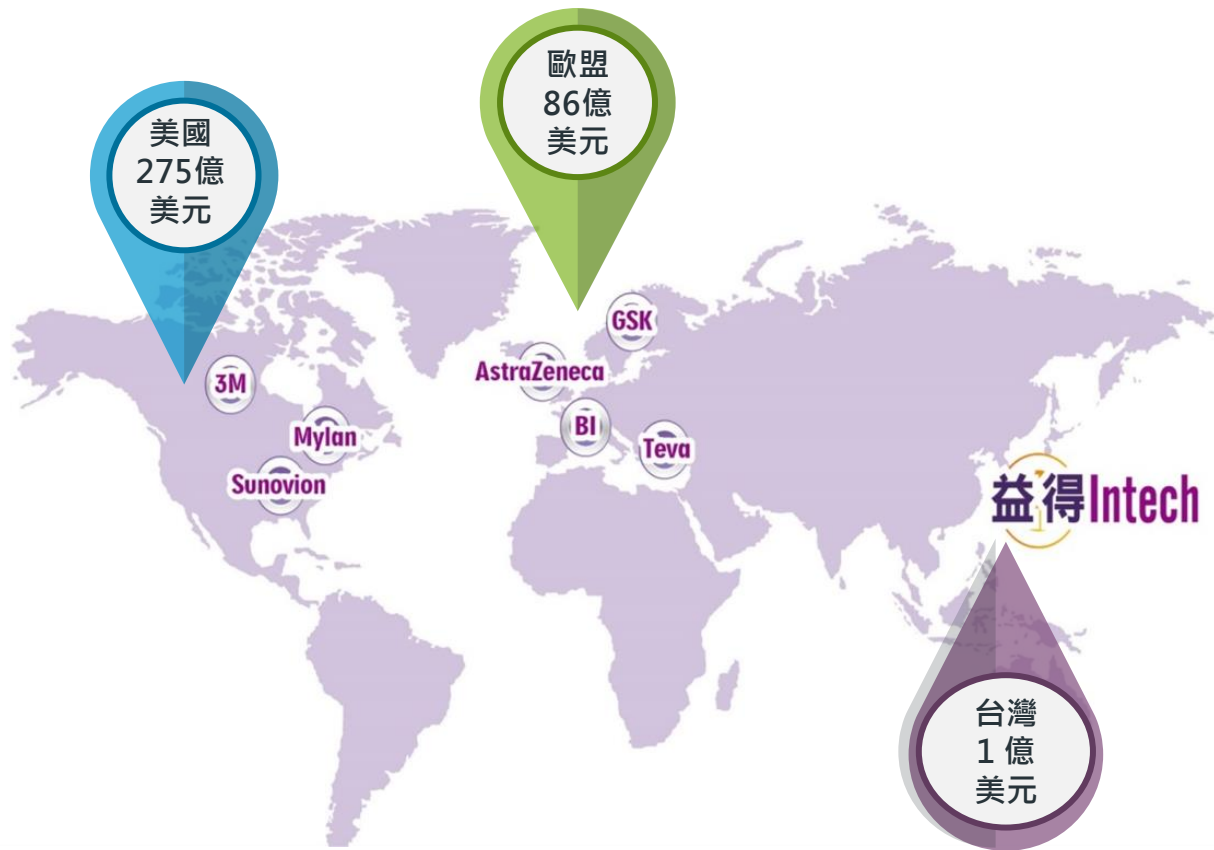 歐盟
86億
美元
美國
275億
美元
GSK
AstraZeneca
3M
BI
Mylan
Teva
Sunovion
益得Intech
台灣
1 億
美元